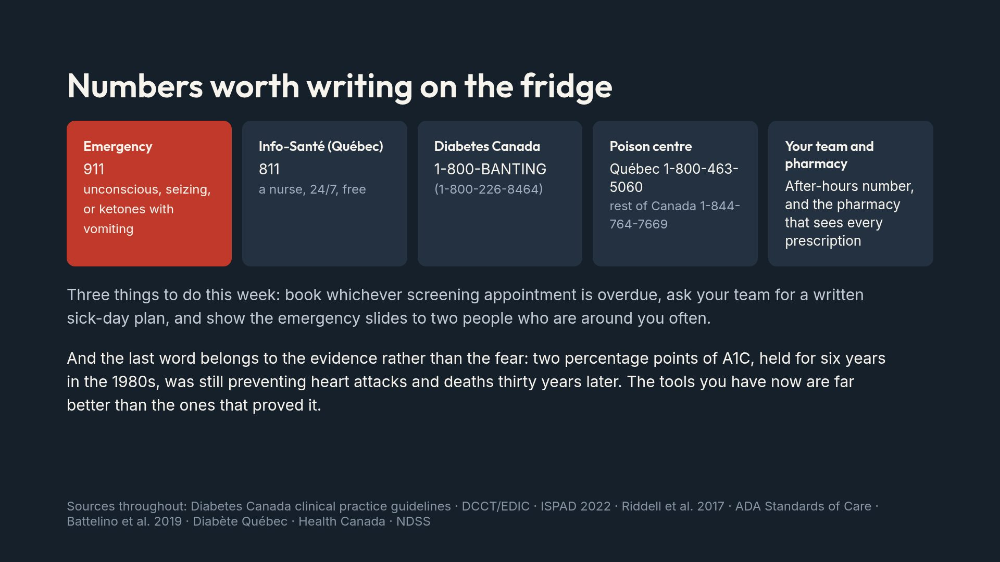 Numbers worth writing on the fridge
Emergency
911
unconscious, seizing,
or ketones with
vomiting
Info-Santé (Québec)
811
a nurse, 24/7, free
Diabetes Canada
1-800-BANTING
(1-800-226-8464)
Poison centre
Québec 1-800-463-
5060
rest of Canada 1-844-
764-7669
Your team and
pharmacy
After-hours number,
and the pharmacy
that sees every
prescription
Three things to do this week: book whichever screening appointment is overdue, ask your team for a written
sick-day plan, and show the emergency slides to two people who are around you often.
And the last word belongs to the evidence rather than the fear: two percentage points of A1C, held for six years
in the 1980s, was still preventing heart attacks and deaths thirty years later. The tools you have now are far
better than the ones that proved it.
Sources throughout: Diabetes Canada clinical practice guidelines · DCCT/EDIC · ISPAD 2022 · Riddell et al. 2017 · ADA Standards of Care ·
Battelino et al. 2019 · Diabète Québec · Health Canada · NDSS